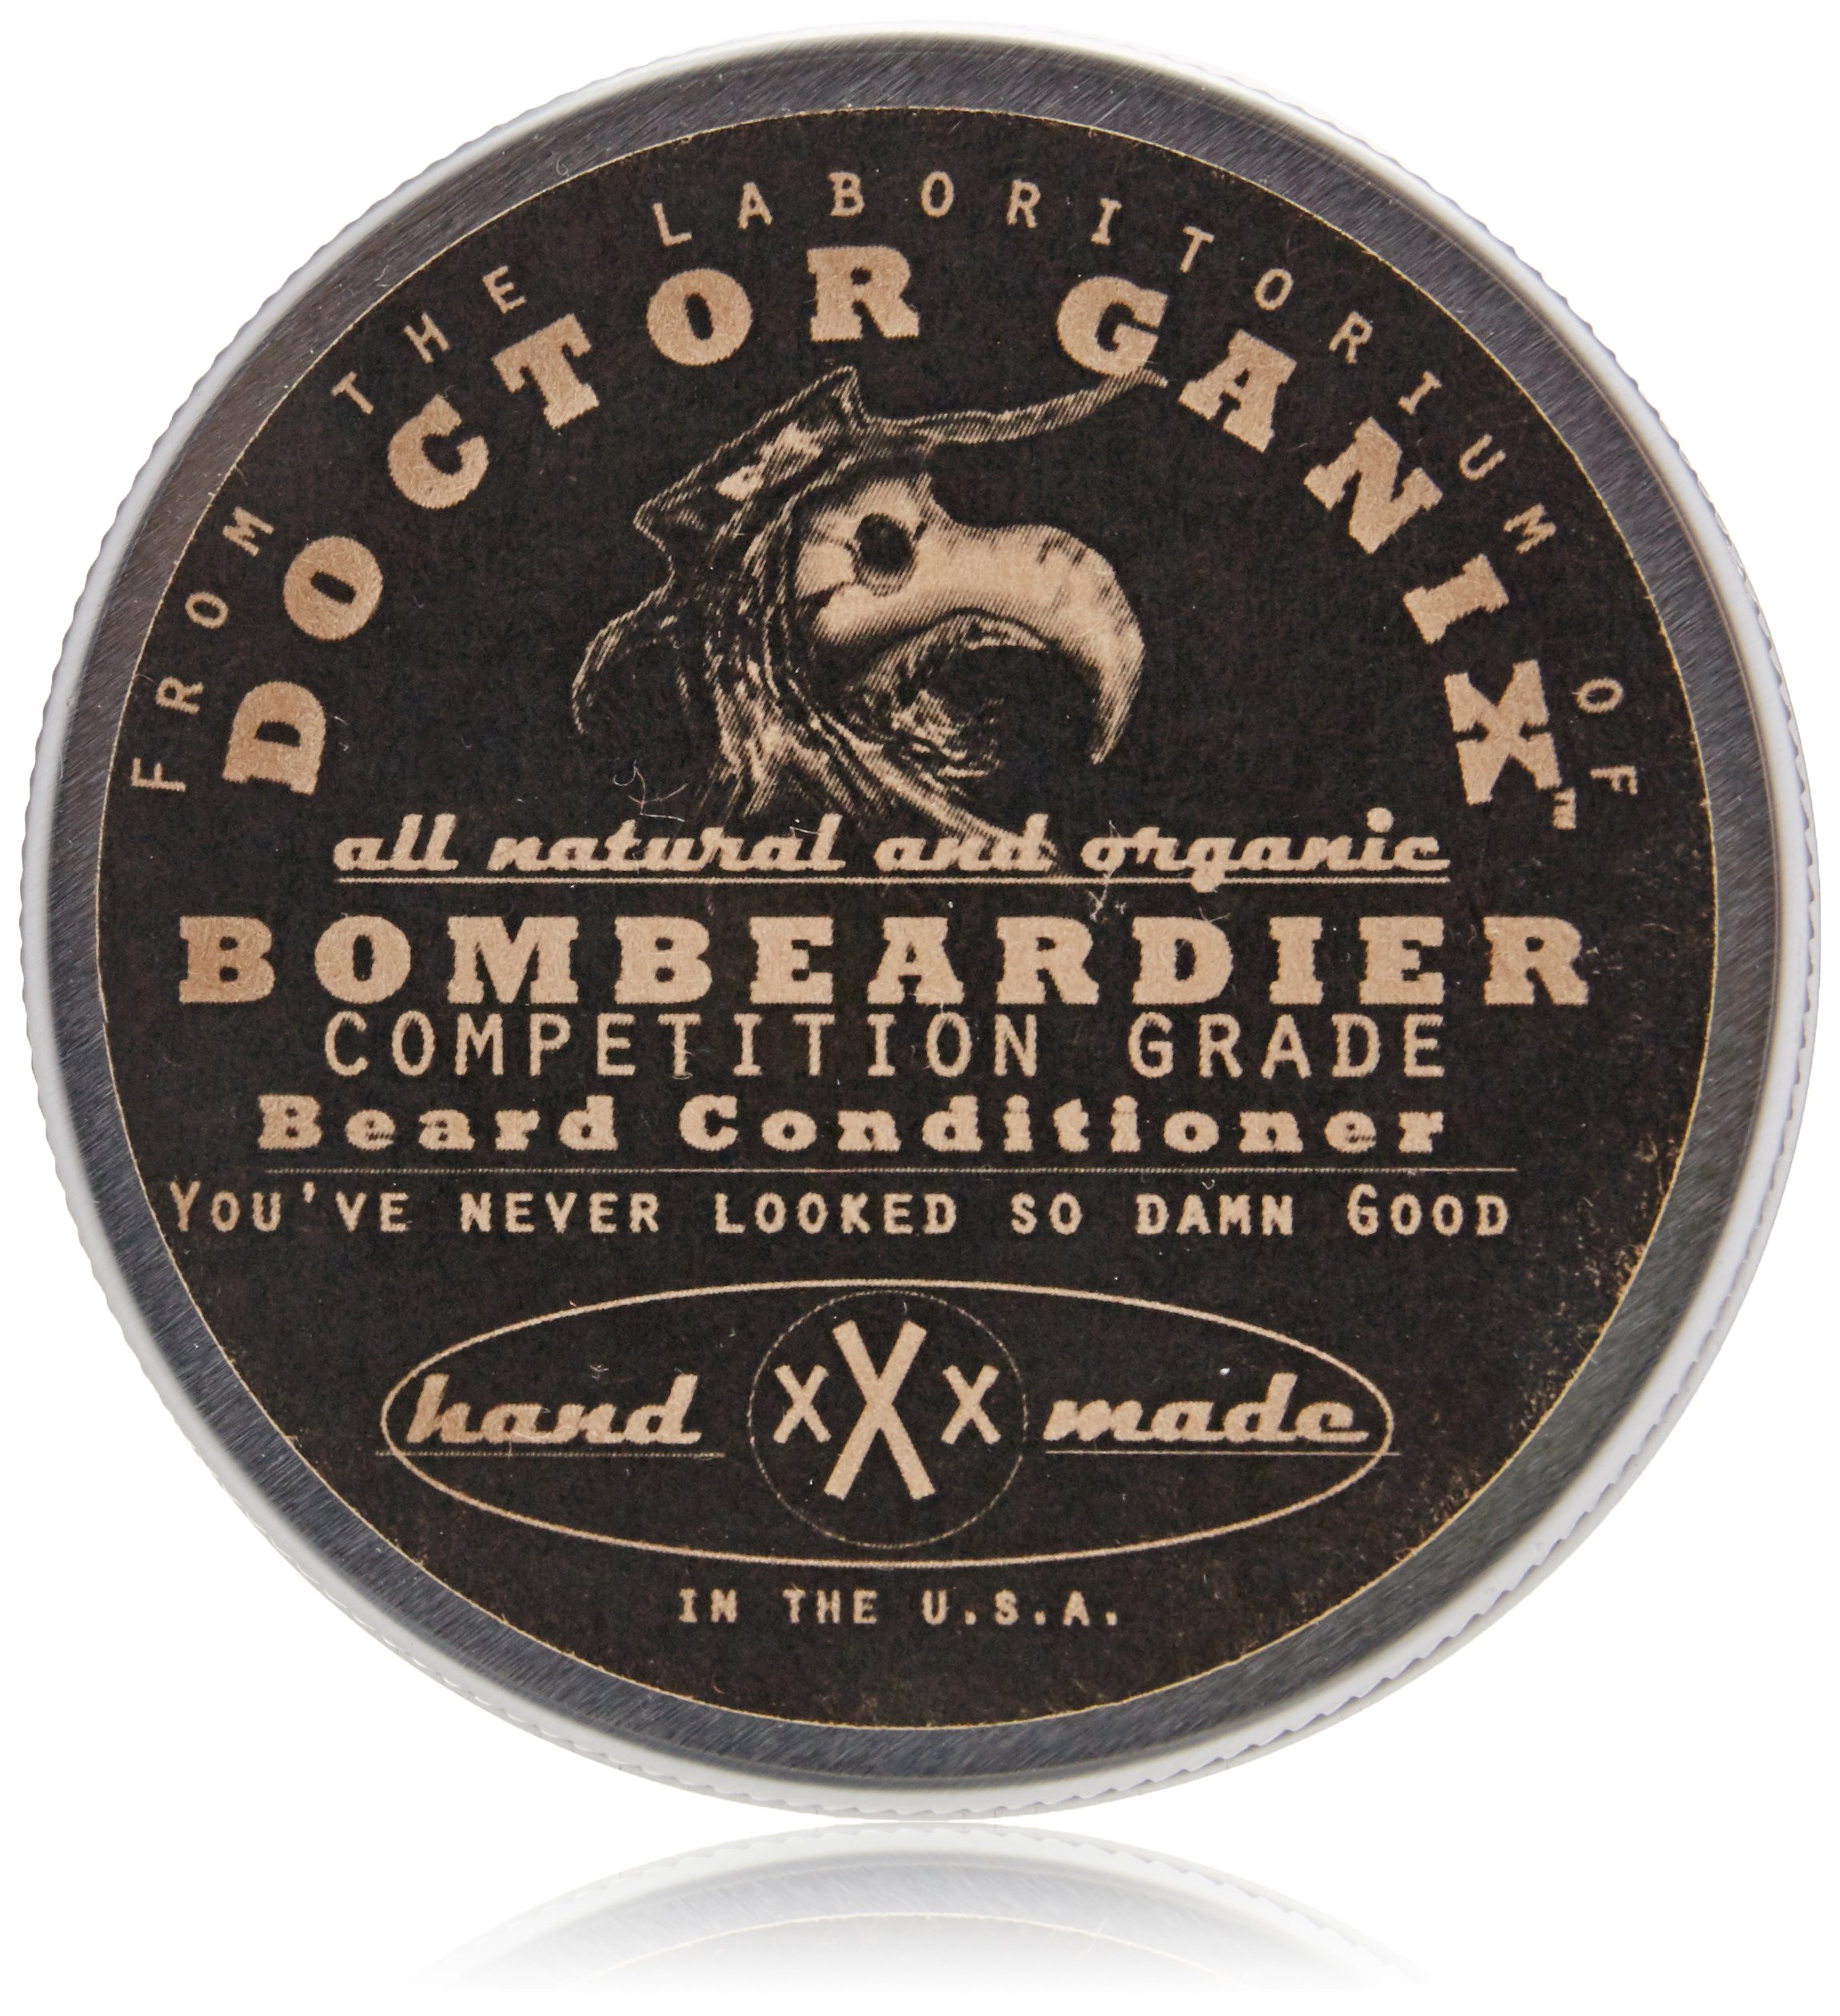 FROM THE LABORITORIUM OF
DOCTOR GANIX™
all natural and organic
BOMBEARDIER
COMPETITION GRADE
Beard Conditioner
YOU'VE NEVER LOOKED SO DAMN GOOD
hand xXx made
IN THE U.S.A.